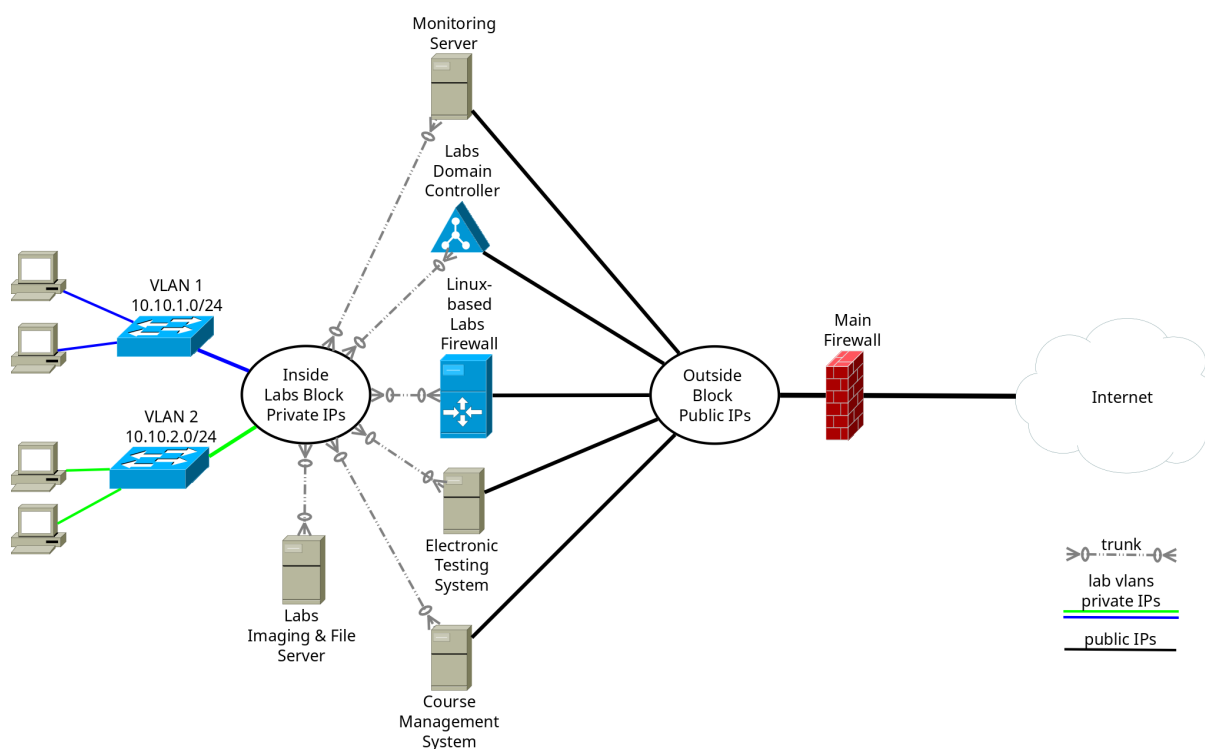 Monitoring
Server
Labs
Domain
Controller
Linux-
based
Labs
Firewall
VLAN 1
10.10.1.0/24
VLAN 2
10.10.2.0/24
Inside
Labs Block
Private IPs
Outside
Block
Public IPs
Main
Firewall
Internet
Electronic
Testing
System
Labs
Imaging & File
Server
Course
Management
System
trunk
lab vlans
private IPs
public IPs